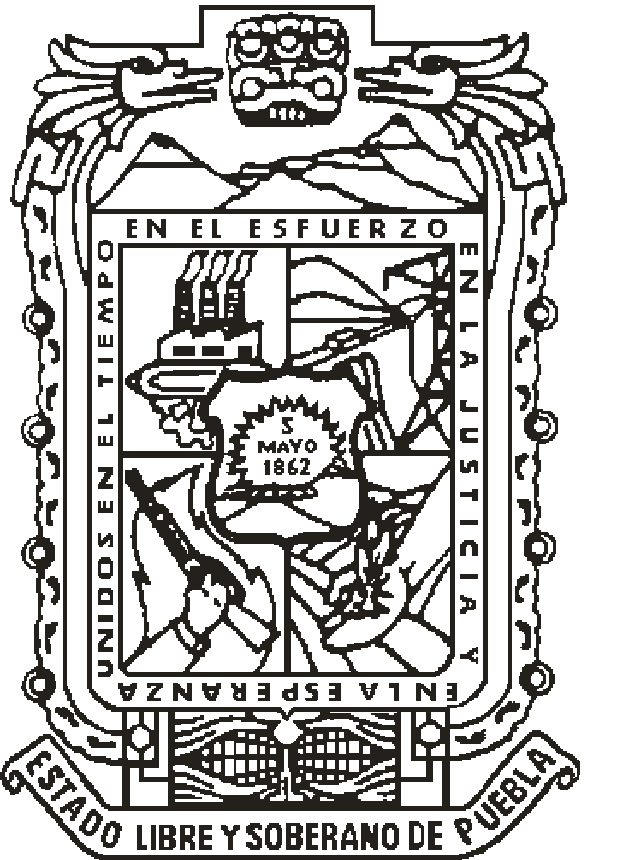 UNIDOS EN EL TIEMPO
EN EL ESFUERZO
EN LA JUSTICIA Y
EN LA ESPERANZA
5
MAYO
1862
ESTADO LIBRE Y SOBERANO DE PUEBLA